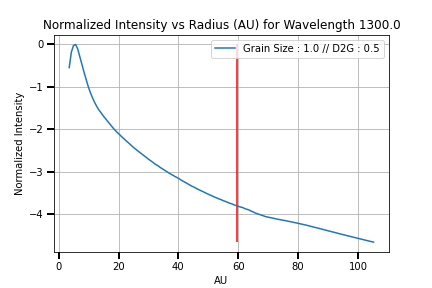 Normalized Intensity vs Radius (AU) for Wavelength 1300.0
Grain Size : 1.0 // D2G : 0.5
Normalized Intensity
0
−1
−2
−3
−4
0 20 40 60 80 100
AU